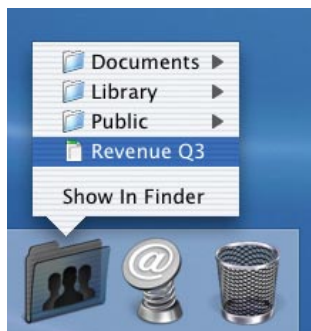 Documents
Library
Public
Revenue Q3
Show In Finder
@